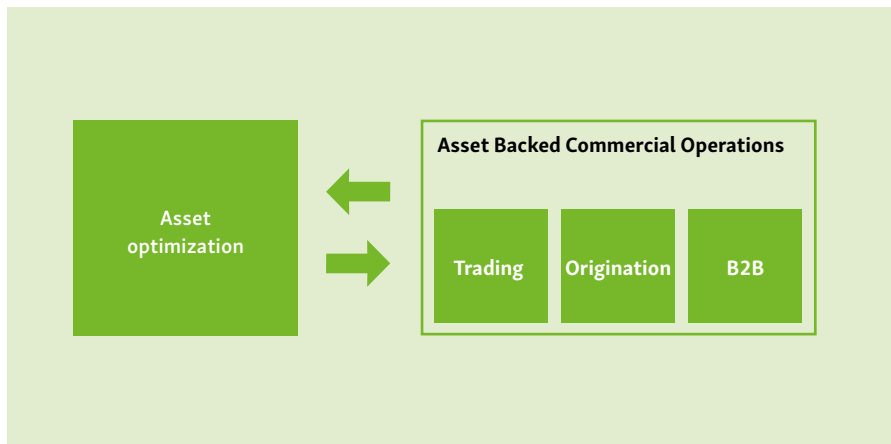 Asset Backed Commercial Operations
Asset
optimization
Trading
Origination
B2B